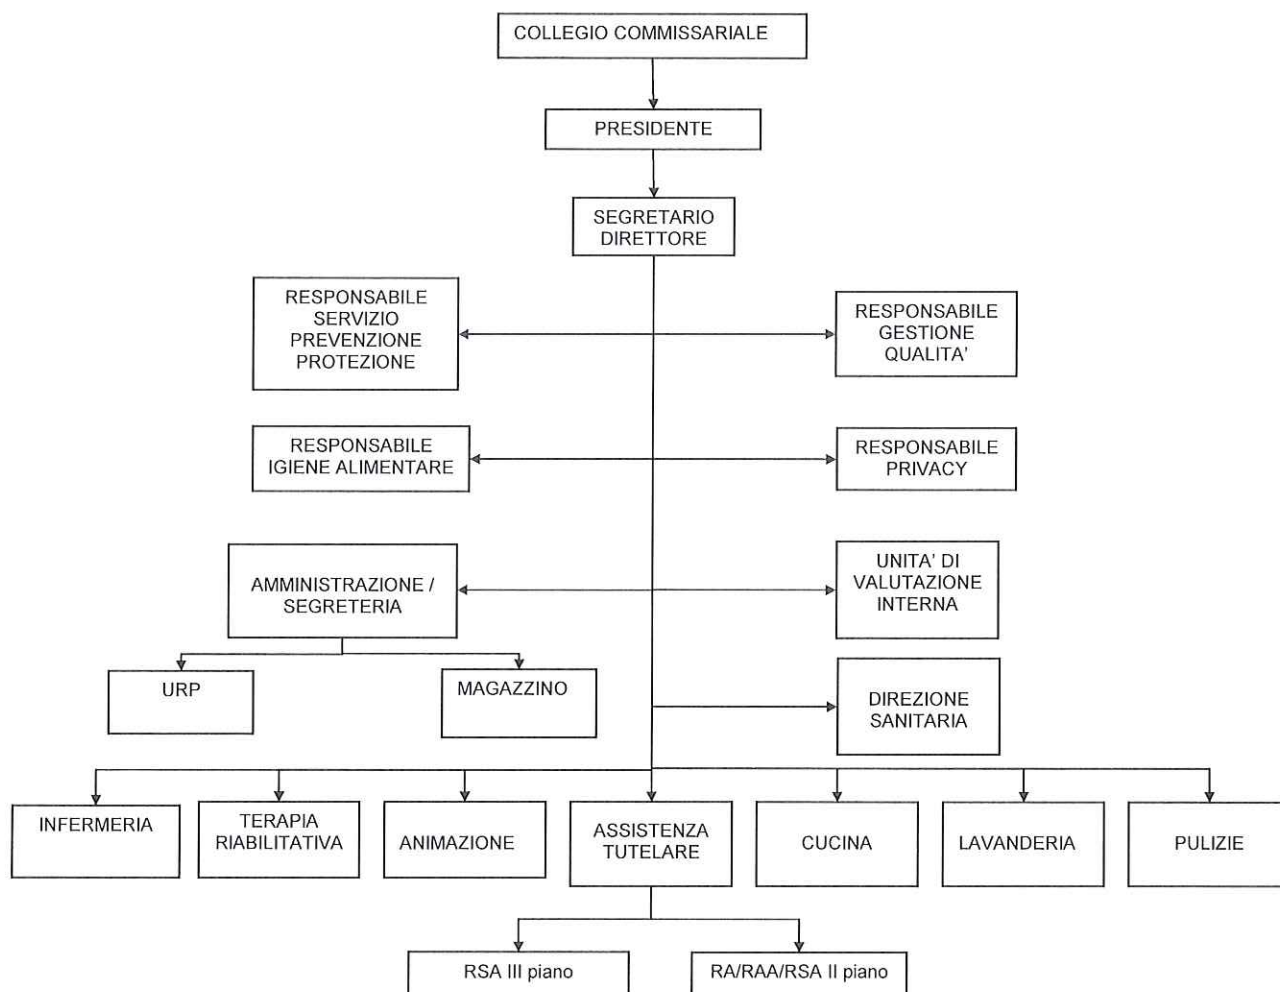 COLLEGIO COMMISSARIALE
PRESIDENTE
SEGRETARIO
DIRETTORE
RESPONSABILE
SERVIZIO
PREVENZIONE
PROTEZIONE
RESPONSABILE
GESTIONE
QUALITA'
RESPONSABILE
IGIENE ALIMENTARE
RESPONSABILE
PRIVACY
AMMINISTRAZIONE /
SEGRETERIA
UNITA' DI
VALUTAZIONE
INTERNA
URP
MAGAZZINO
DIREZIONE
SANITARIA
INFERMERIA
TERAPIA
RIABILITATIVA
ANIMAZIONE
ASSISTENZA
TUTELARE
CUCINA
LAVANDERIA
PULIZIE
RSA III piano
RA/RAA/RSA II piano